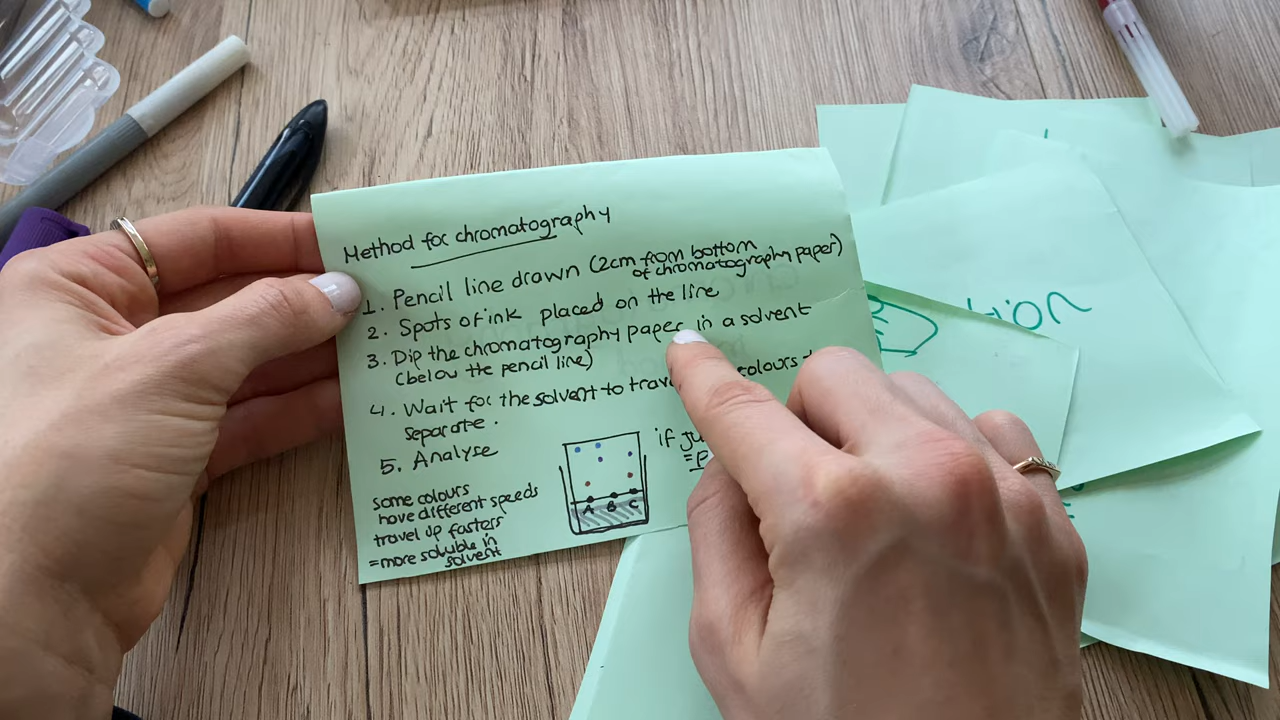 Method for chromatography
1. Pencil line drawn (2cm from bottom
of chromatography paper)
2. Spots of ink placed on the line
3. Dip the chromatography paper in a solvent
(below the pencil line)
4. Wait for the solvent to colours
separate.
5. Analyse
if
some colours
have different speeds
travel up fasters
=more soluble in
solvent
A B C